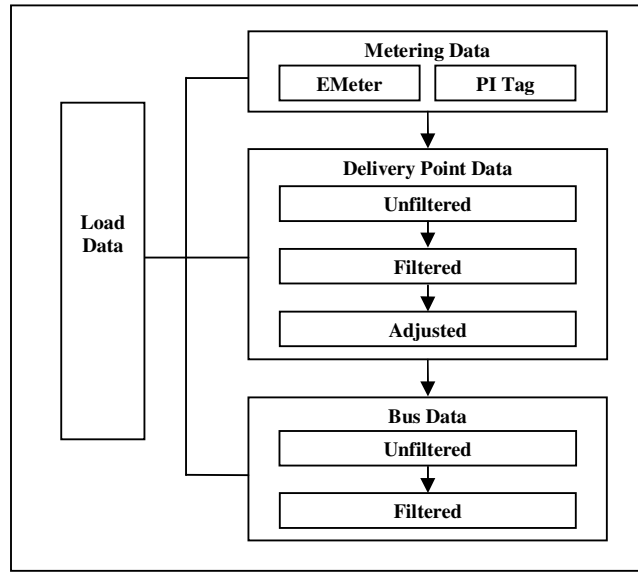 Metering Data
EMeter
PI Tag
Delivery Point Data
Unfiltered
Load
Data
Filtered
Adjusted
Bus Data
Unfiltered
Filtered